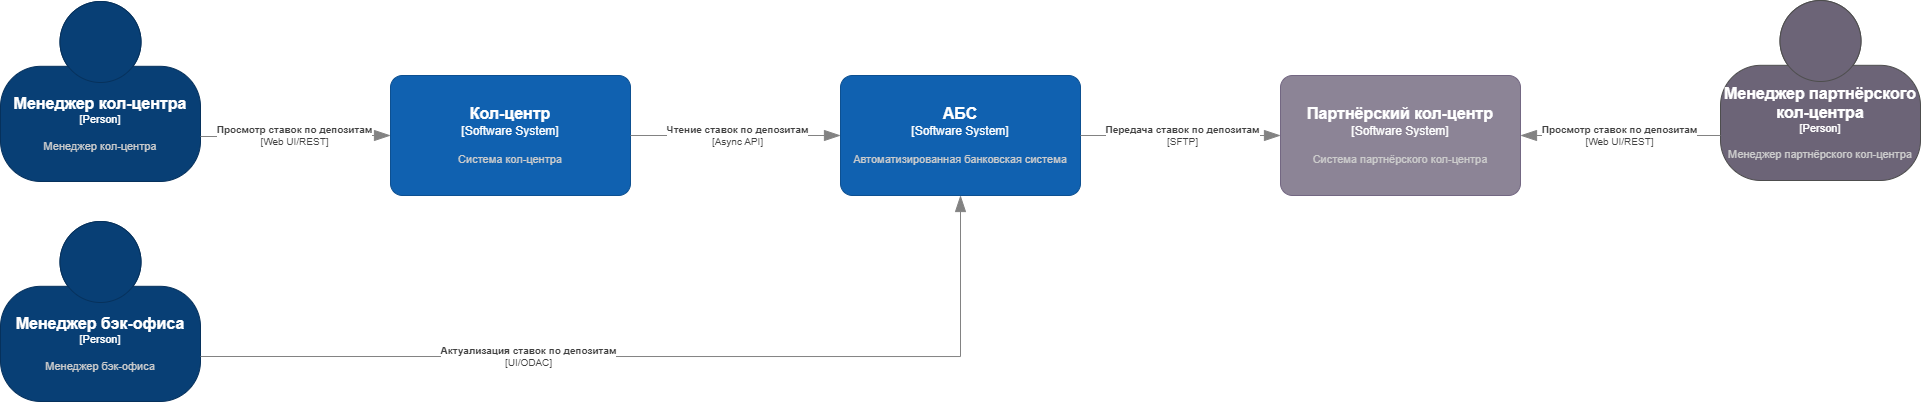 Менеджер кол-центра
[Person]
Менеджер кол-центра
Просмотр ставок по депозитам
[Web UI/REST]
Кол-центр
[Software System]
Система кол-центра
Чтение ставок по депозитам
[Async API]
АБС
[Software System]
Автоматизированная банковская система
Передача ставок по депозитам
[SFTP]
Партнёрский кол-центр
[Software System]
Система партнёрского кол-центра
Просмотр ставок по депозитам
[Web UI/REST]
Менеджер партнёрского
кол-центра
[Person]
Менеджер партнёрского кол-центра
Менеджер бэк-офиса
[Person]
Менеджер бэк-офиса
Актуализация ставок по депозитам
[UI/ODAC]